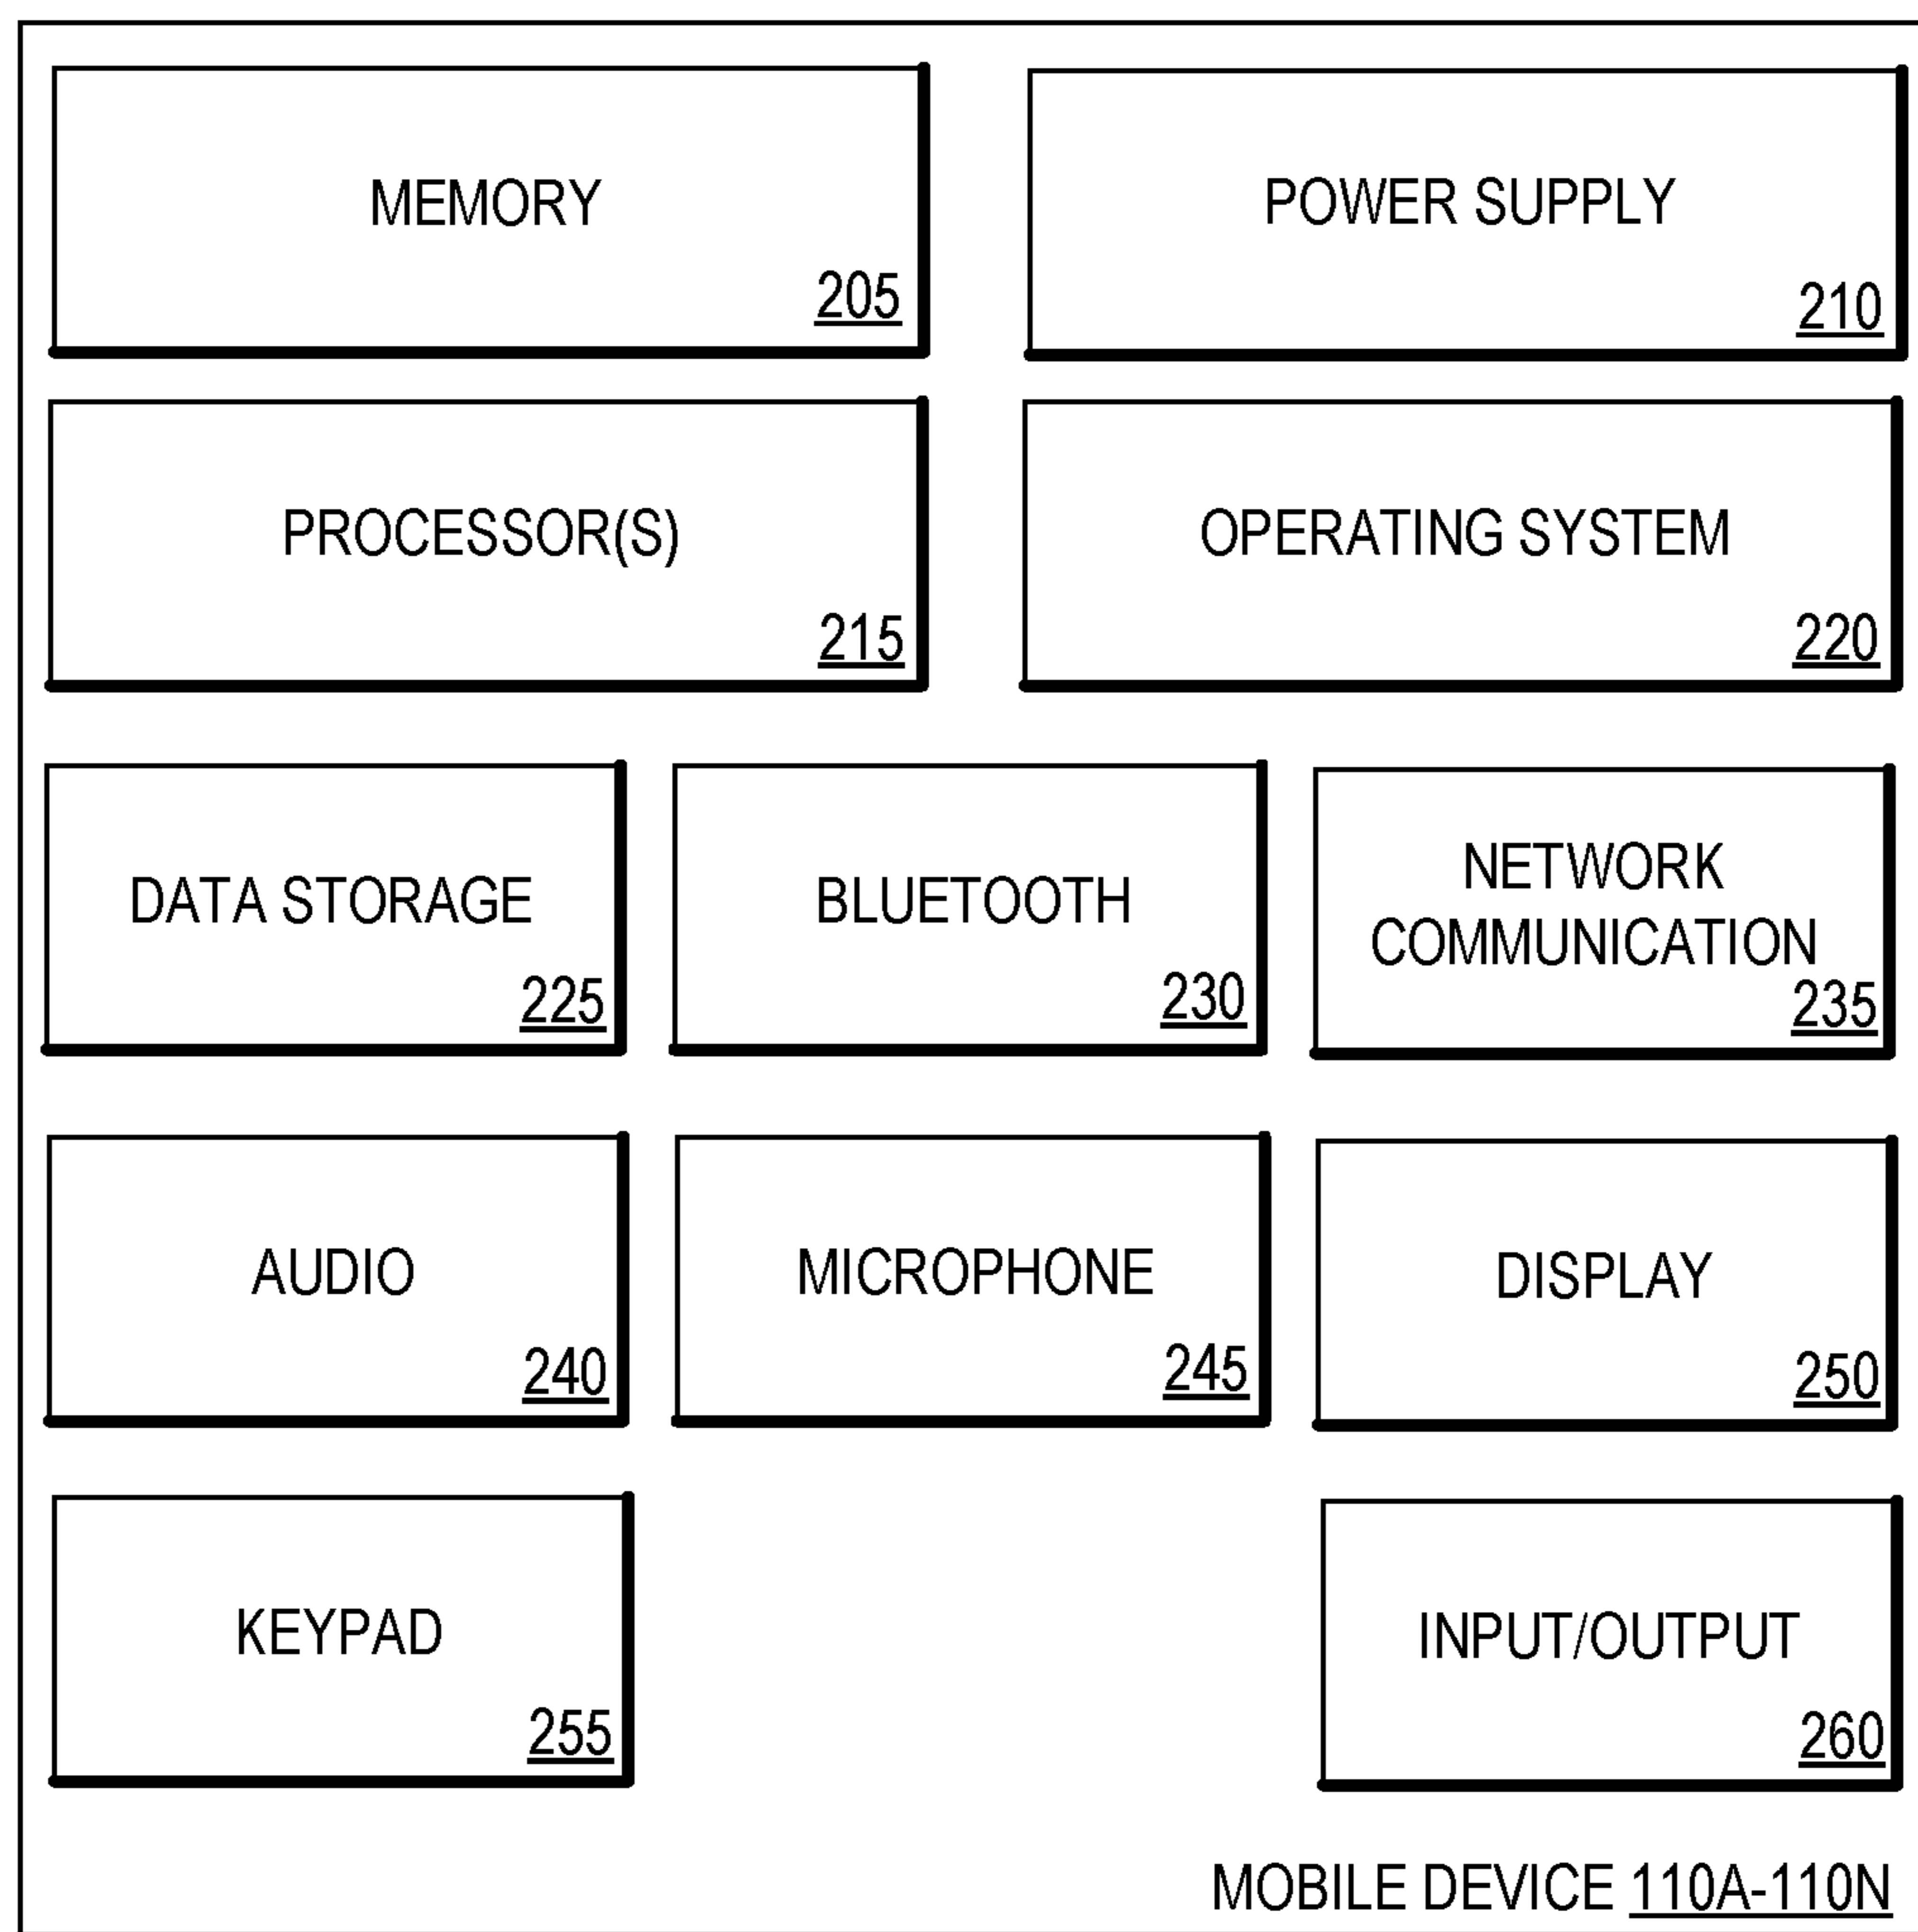 MEMORY
205
POWER SUPPLY
210
PROCESSOR(S)
215
OPERATING SYSTEM
220
DATA STORAGE
225
BLUETOOTH
230
NETWORK
COMMUNICATION
235
AUDIO
240
MICROPHONE
245
DISPLAY
250
KEYPAD
255
INPUT/OUTPUT
260
MOBILE DEVICE 110A-110N